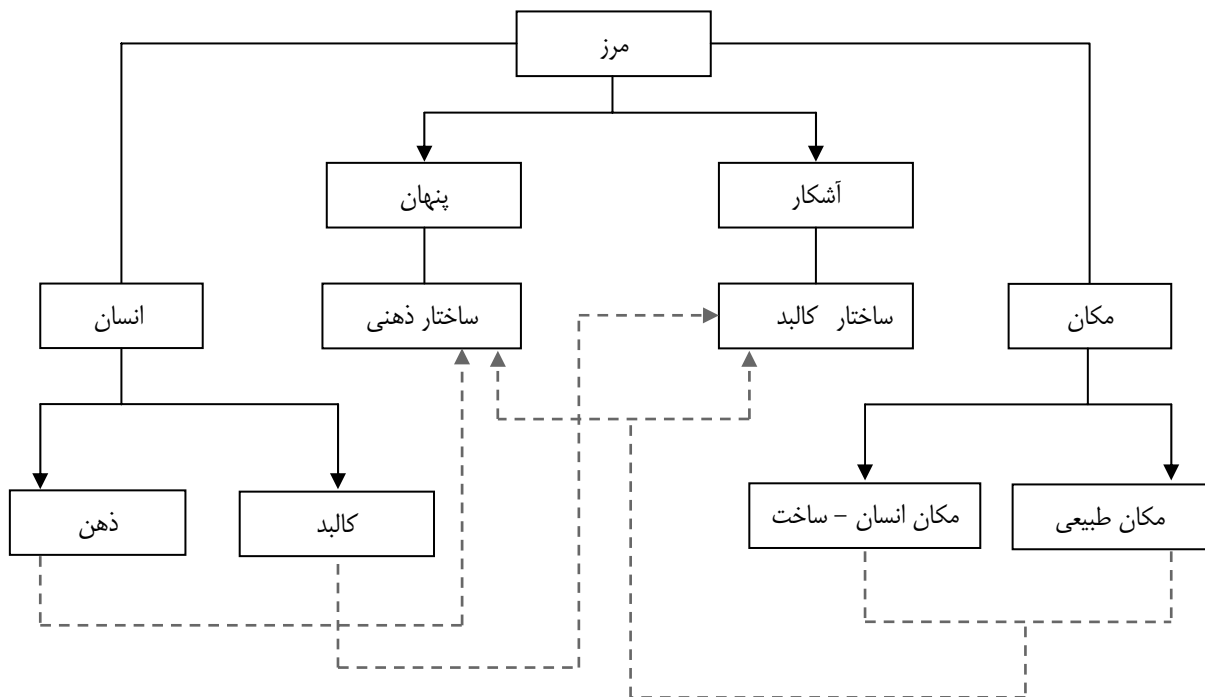 مرز
آشکار
پنهان
مکان
ساختار کالبد
ساختار ذهنی
انسان
مکان طبیعی
مکان انسان – ساخت
کالبد
ذهن